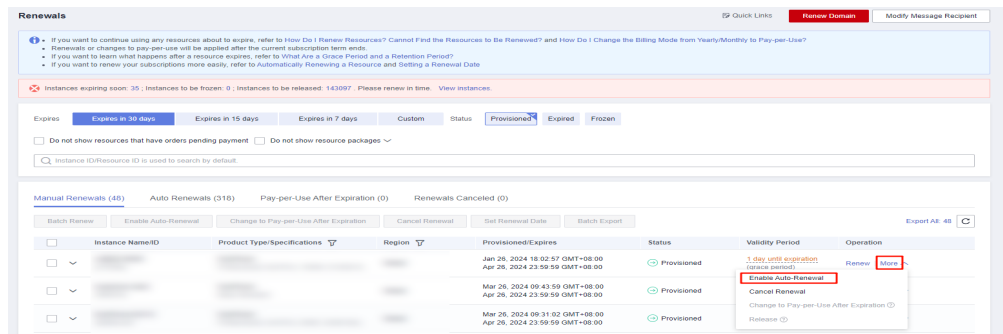 Renewals
Quick Links
Renew Domain
Modify Message Recipient
If you want to continue using any resources about to expire, refer to How Do I Renew Resources? Cannot Find the Resources to Be Renewed? and How Do I Change the Billing Mode from Yearly/Monthly to Pay-per-Use?
Renewals or changes to pay-per-use will be applied after the current subscription term ends.
If you want to learn what happens after a resource expires, refer to What Are a Grace Period and a Retention Period?
If you want to renew your subscriptions more easily, refer to Automatically Renewing a Resource and Setting a Renewal Date
Instances expiring soon: 35 ; Instances to be frozen: 0 ; Instances to be released: 143097 . Please renew in time. View instances.
Expires Expires in 30 days Expires in 15 days Expires in 7 days Custom Status Provisioned Expired Frozen
Do not show resources that have orders pending payment Do not show resource packages
Instance ID/Resource ID is used to search by default.
Manual Renewals (48) Auto Renewals (318) Pay-per-Use After Expiration (0) Renewals Canceled (0)
Batch Renew Enable Auto-Renewal Change to Pay-per-Use After Expiration Cancel Renewal Set Renewal Date Batch Export Export All: 48
Instance Name/ID Product Type/Specifications Region Provisioned/Expires Status Validity Period Operation
Jan 26, 2024 18:02:57 GMT+08:00
Apr 26, 2024 23:59:59 GMT+08:00
Provisioned
1 day until expiration
(grace period)
Renew More
Enable Auto-Renewal
Cancel Renewal
Change to Pay-per-Use After Expiration
Release
Mar 26, 2024 09:43:59 GMT+08:00
Apr 26, 2024 23:59:59 GMT+08:00
Provisioned
Mar 26, 2024 09:31:02 GMT+08:00
Apr 26, 2024 23:59:59 GMT+08:00
Provisioned